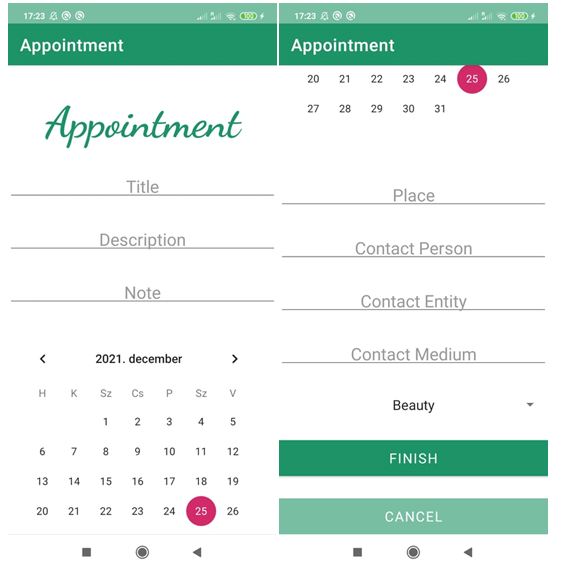 17:23 100
Appointment
Appointment
Title
Description
Note
2021. december
H K Sz Cs P Sz V
1 2 3 4 5
6 7 8 9 10 11 12
13 14 15 16 17 18 19
20 21 22 23 24 25 26
17:23 100
Appointment
20 21 22 23 24 25 26
27 28 29 30 31
Place
Contact Person
Contact Entity
Contact Medium
Beauty
FINISH
CANCEL